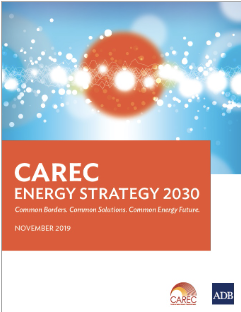 CAREC
ENERGY STRATEGY 2030
Common Borders. Common Solutions. Common Energy Future.
NOVEMBER 2019
CAREC
ADB